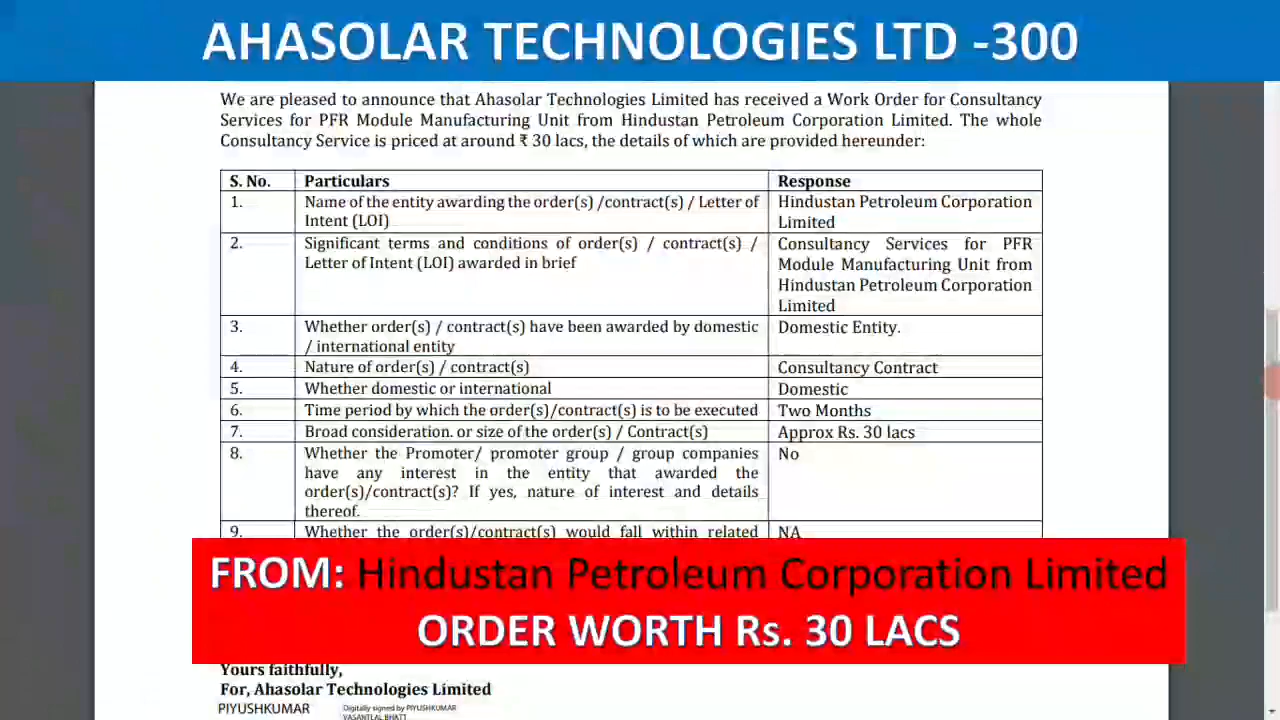 AHASOLAR TECHNOLOGIES LTD -300
We are pleased to announce that Ahasolar Technologies Limited has received a Work Order for Consultancy
Services for PFR Module Manufacturing Unit from Hindustan Petroleum Corporation Limited. The whole
Consultancy Service is priced at around ₹ 30 lacs, the details of which are provided hereunder:
S. No. Particulars Response
1. Name of the entity awarding the order(s) /contract(s) / Letter of Intent (LOI) Hindustan Petroleum Corporation Limited
2. Significant terms and conditions of order(s) / contract(s) / Letter of Intent (LOI) awarded in brief Consultancy Services for PFR Module Manufacturing Unit from Hindustan Petroleum Corporation Limited
3. Whether order(s) / contract(s) have been awarded by domestic / international entity Domestic Entity.
4. Nature of order(s) / contract(s) Consultancy Contract
5. Whether domestic or international Domestic
6. Time period by which the order(s)/contract(s) is to be executed Two Months
7. Broad consideration. or size of the order(s) / Contract(s) Approx Rs. 30 lacs
8. Whether the Promoter/ promoter group / group companies have any interest in the entity that awarded the order(s)/contract(s)? If yes, nature of interest and details thereof. No
9. Whether the order(s)/contract(s) would fall within related NA
FROM: Hindustan Petroleum Corporation Limited
ORDER WORTH Rs. 30 LACS
Yours faithfully,
For, Ahasolar Technologies Limited
PIYUSHKUMAR Digitally signed by PIYUSHKUMAR
VASANTLAL BHATT